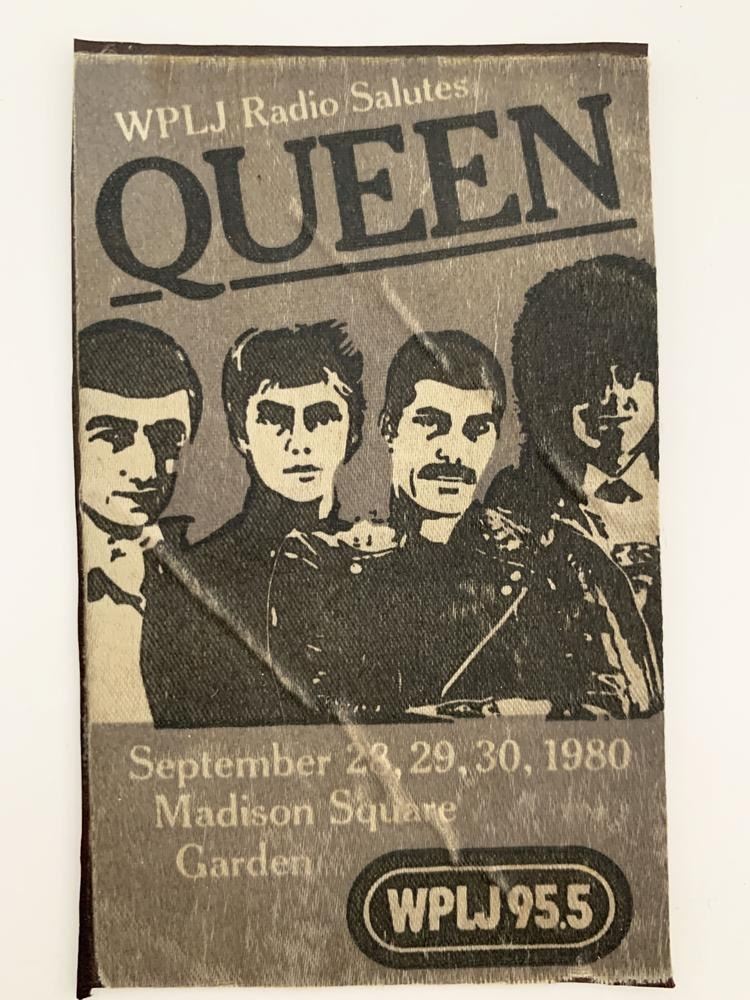 WPLJ Radio Salutes
QUEEN
September 28, 29, 30, 1980
Madison Square
Garden
WPLJ 95.5